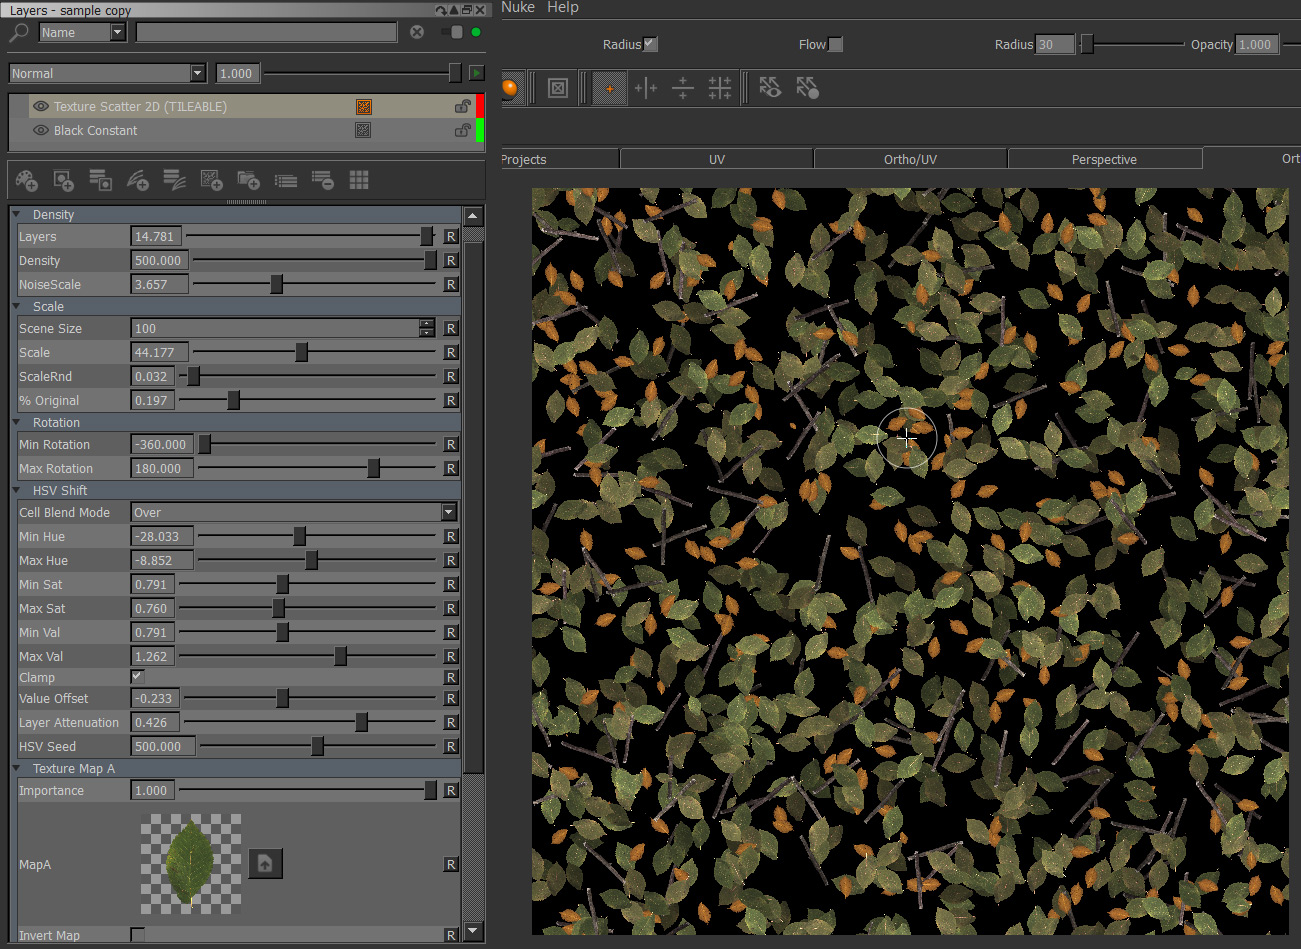 Layers - sample copy
Nuke Help
Name
Radius Flow Radius 30 Opacity 1.000
Normal 1.000
Texture Scatter 2D (TILEABLE)
Black Constant
Projects UV Ortho/UV Perspective Ort
Density
Layers 14.781 R
Density 500.000 R
NoiseScale 3.657 R
Scale
Scene Size 100 R
Scale 44.177 R
ScaleRnd 0.032 R
% Original 0.197 R
Rotation
Min Rotation -360.000 R
Max Rotation 180.000 R
HSV Shift
Cell Blend Mode Over
Min Hue -28.033 R
Max Hue -8.852 R
Min Sat 0.791 R
Max Sat 0.760 R
Min Val 0.791 R
Max Val 1.262 R
Clamp R
Value Offset -0.233 R
Layer Attenuation 0.426 R
HSV Seed 500.000 R
Texture Map A
Importance 1.000 R
MapA R
Invert Map R